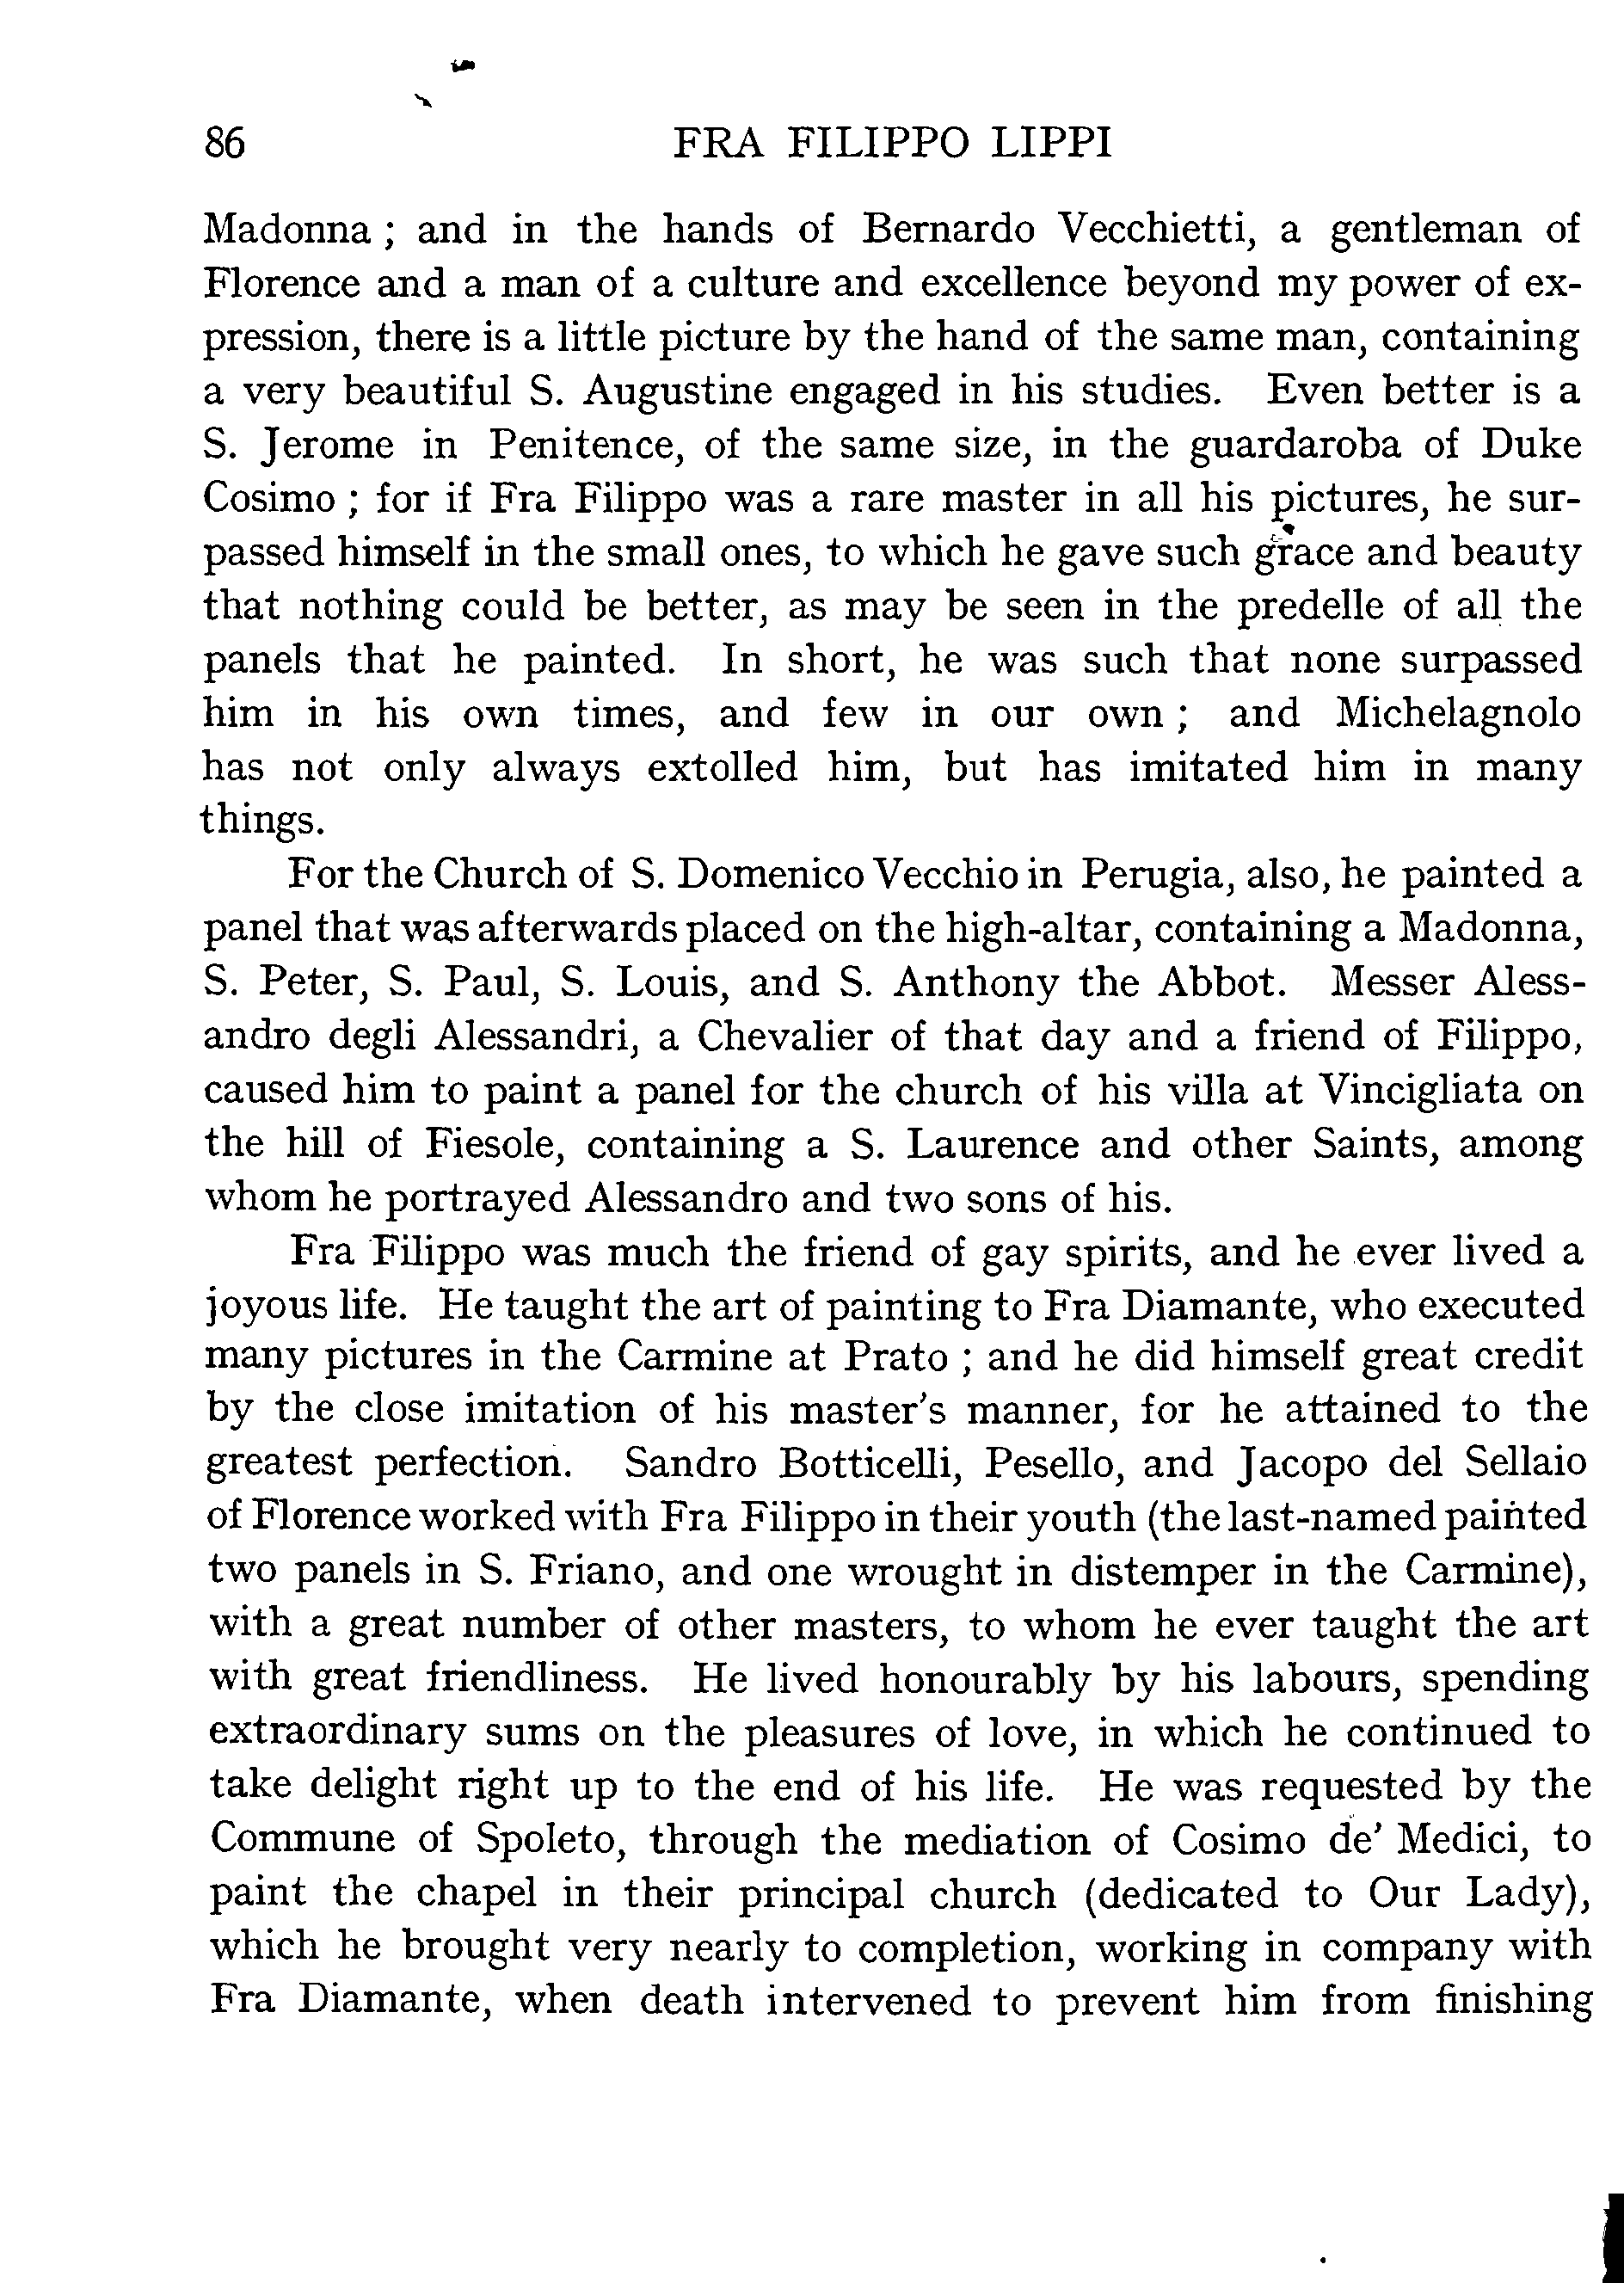 86 FRA FILIPPO LIPPI
Madonna ; and in the hands of Bernardo Vecchietti, a gentleman of
Florence and a man of a culture and excellence beyond my power of ex-
pression, there is a little picture by the hand of the same man, containing
a very beautiful S. Augustine engaged in his studies. Even better is a
S. Jerome in Penitence, of the same size, in the guardaroba of Duke
Cosimo ; for if Fra Filippo was a rare master in all his pictures, he sur-
passed himself in the small ones, to which he gave such grace and beauty
that nothing could be better, as may be seen in the predelle of all the
panels that he painted. In short, he was such that none surpassed
him in his own times, and few in our own ; and Michelagnolo
has not only always extolled him, but has imitated him in many
things.
For the Church of S. Domenico Vecchio in Perugia, also, he painted a
panel that was afterwards placed on the high-altar, containing a Madonna,
S. Peter, S. Paul, S. Louis, and S. Anthony the Abbot. Messer Aless-
andro degli Alessandri, a Chevalier of that day and a friend of Filippo,
caused him to paint a panel for the church of his villa at Vincigliata on
the hill of Fiesole, containing a S. Laurence and other Saints, among
whom he portrayed Alessandro and two sons of his.
Fra Filippo was much the friend of gay spirits, and he ever lived a
joyous life. He taught the art of painting to Fra Diamante, who executed
many pictures in the Carmine at Prato ; and he did himself great credit
by the close imitation of his master's manner, for he attained to the
greatest perfection. Sandro Botticelli, Pesello, and Jacopo del Sellaio
of Florence worked with Fra Filippo in their youth (the last-named painted
two panels in S. Friano, and one wrought in distemper in the Carmine),
with a great number of other masters, to whom he ever taught the art
with great friendliness. He lived honourably by his labours, spending
extraordinary sums on the pleasures of love, in which he continued to
take delight right up to the end of his life. He was requested by the
Commune of Spoleto, through the mediation of Cosimo de' Medici, to
paint the chapel in their principal church (dedicated to Our Lady),
which he brought very nearly to completion, working in company with
Fra Diamante, when death intervened to prevent him from finishing